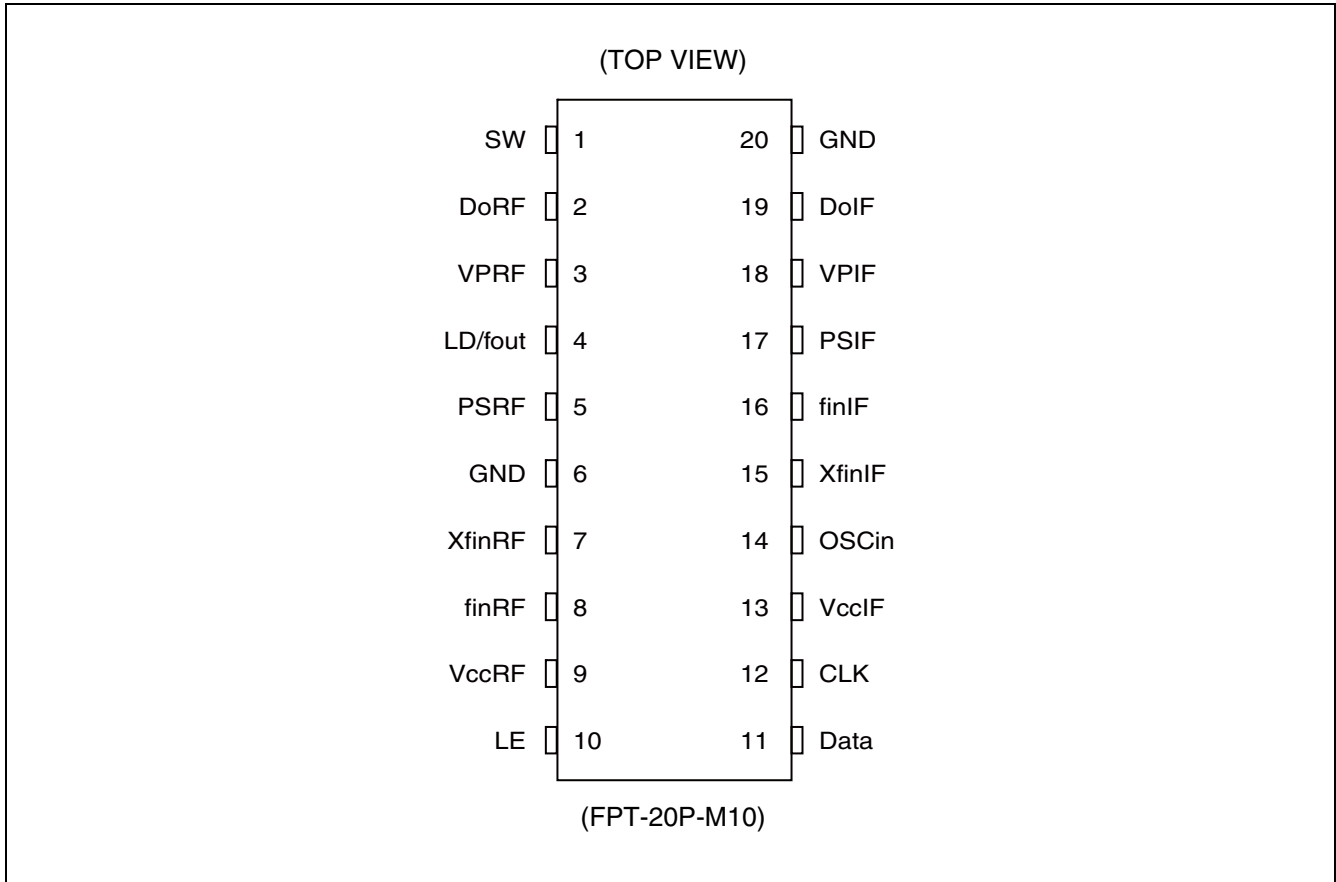 (TOP VIEW)
SW 1 20 GND
DoRF 2 19 DoIF
VPRF 3 18 VPIF
LD/fout 4 17 PSIF
PSRF 5 16 finIF
GND 6 15 XfinIF
XfinRF 7 14 OSCin
finRF 8 13 VccIF
VccRF 9 12 CLK
LE 10 11 Data
(FPT-20P-M10)